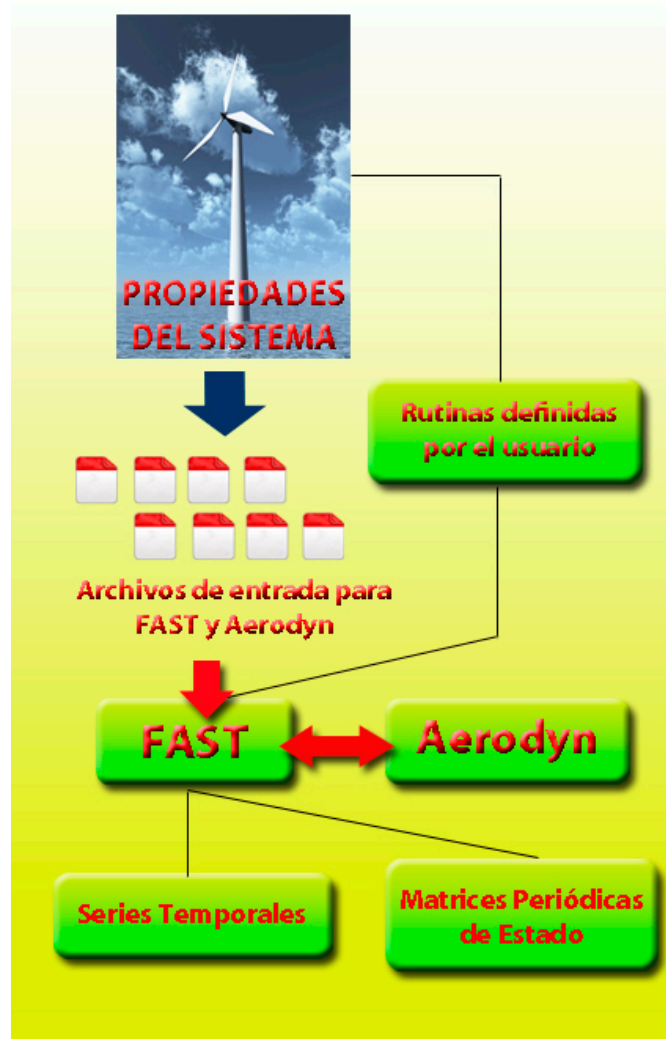 PROPIEDADES
DEL SISTEMA
Rutinas definidas
por el usuario
Archivos de entrada para
FAST y Aerodyn
FAST
Aerodyn
Series Temporales
Matrices Periódicas
de Estado